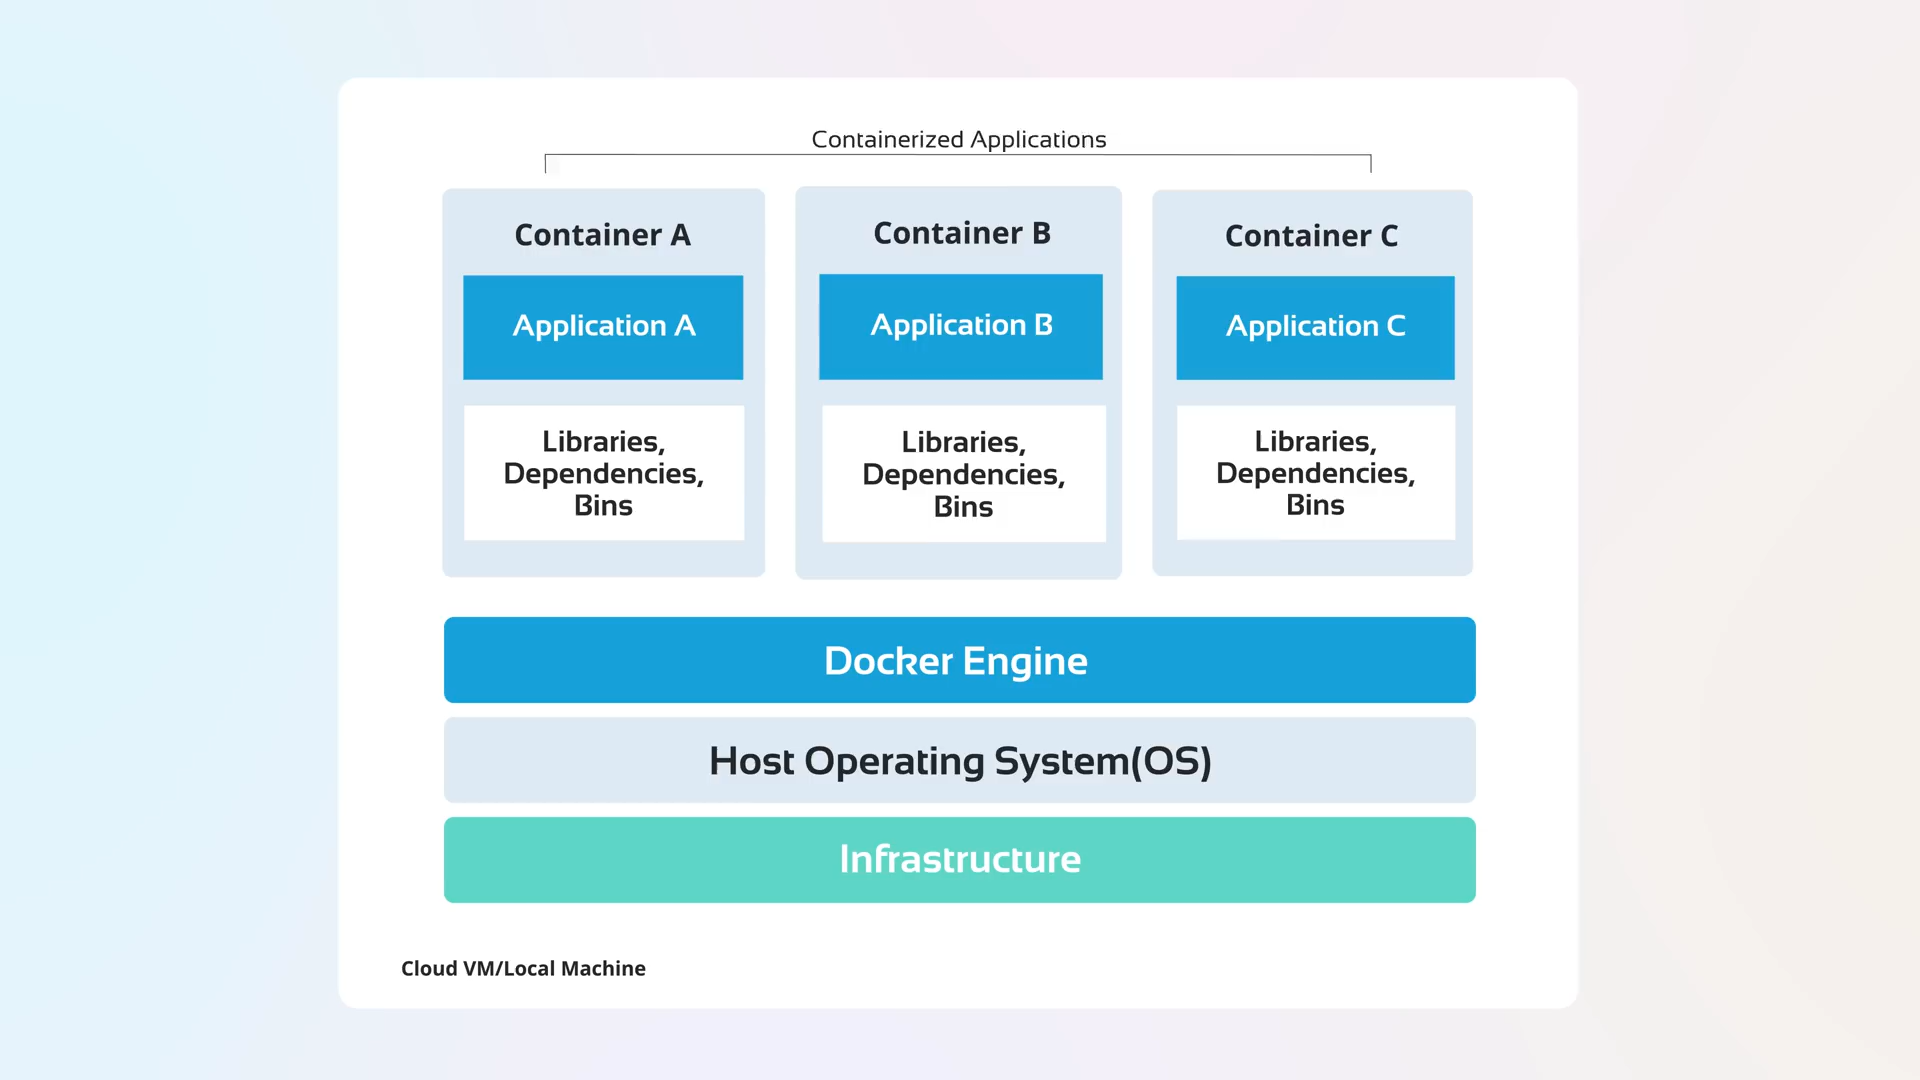 Containerized Applications
Container A
Application A
Libraries,
Dependencies,
Bins
Container B
Application B
Libraries,
Dependencies,
Bins
Container C
Application C
Libraries,
Dependencies,
Bins
Docker Engine
Host Operating System(OS)
Infrastructure
Cloud VM/Local Machine